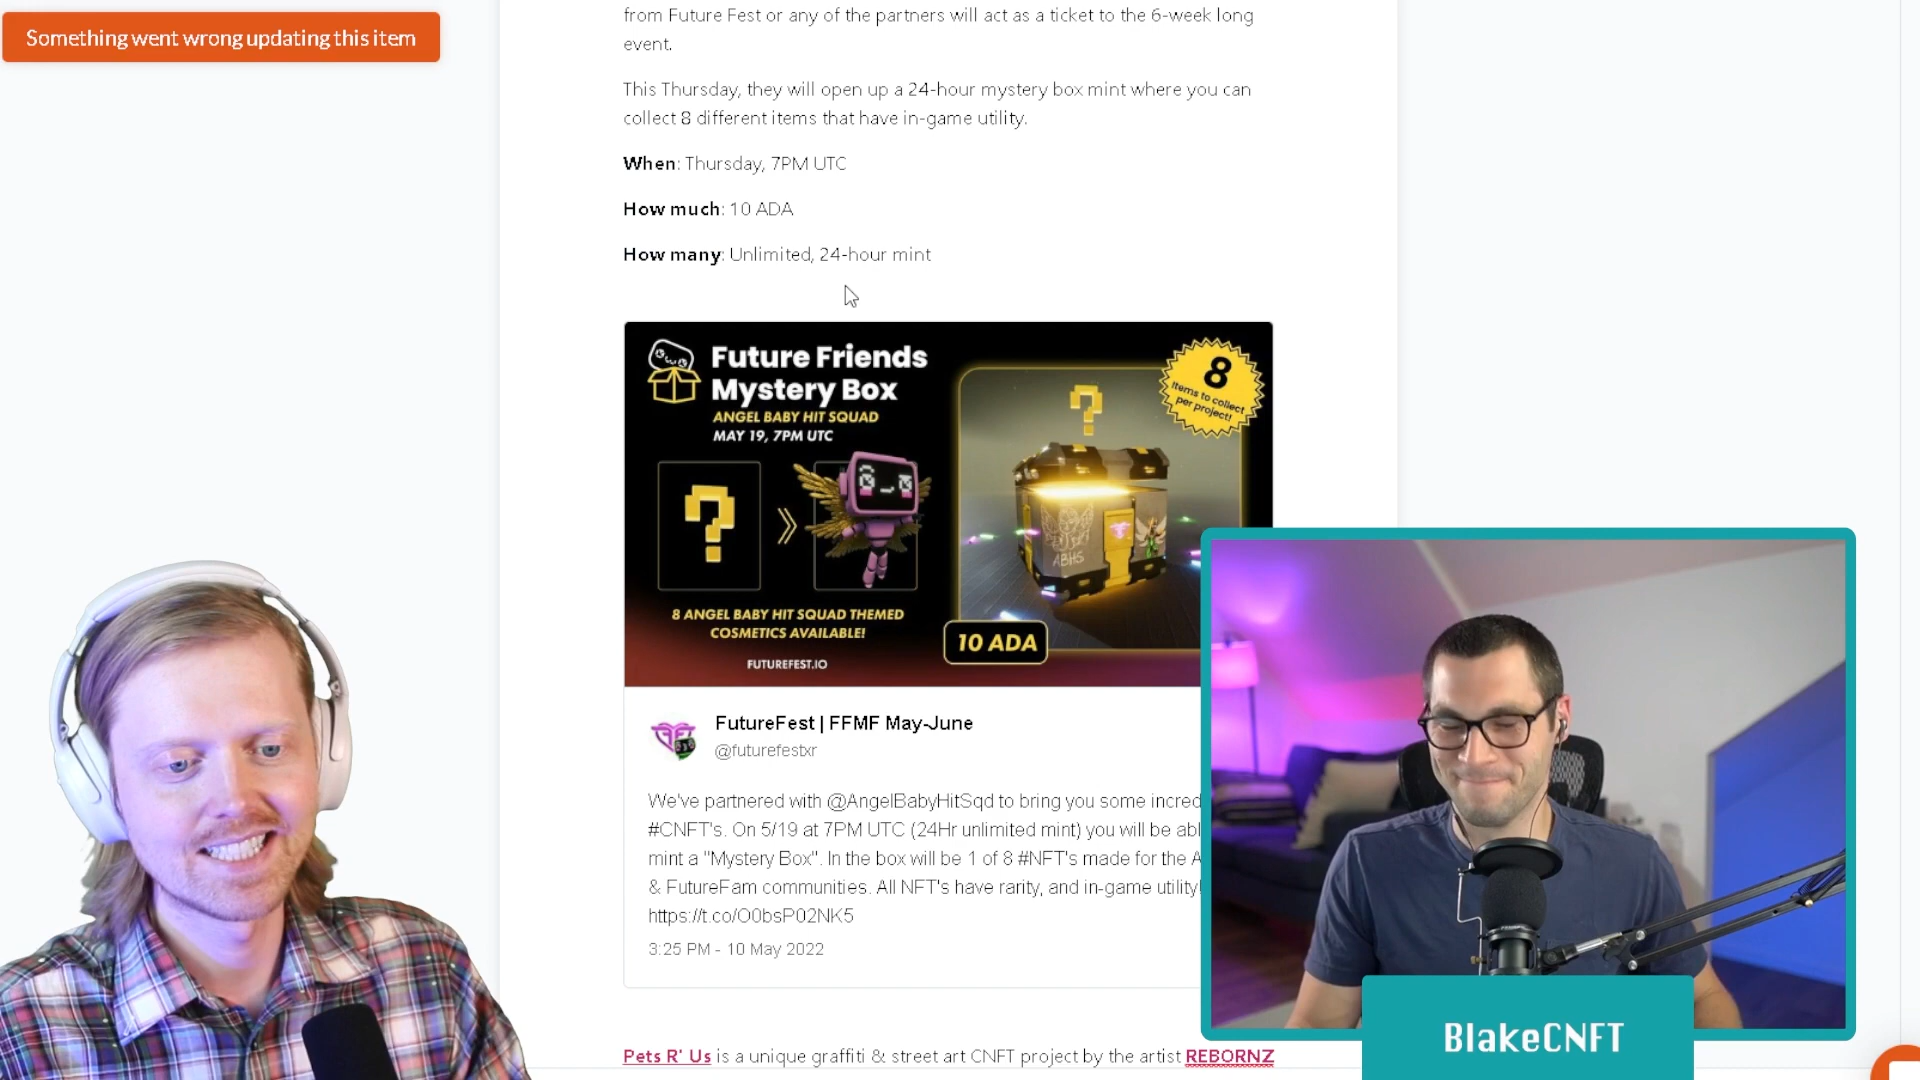 Something went wrong updating this item
from Future Fest or any of the partners will act as a ticket to the 6-week long
event.
This Thursday, they will open up a 24-hour mystery box mint where you can
collect 8 different items that have in-game utility.
When: Thursday, 7PM UTC
How much: 10 ADA
How many: Unlimited, 24-hour mint
Future Friends
Mystery Box
ANGEL BABY HIT SQUAD
MAY 19, 7PM UTC
8
Items to collect
per project!
?
?
ABHS
8 ANGEL BABY HIT SQUAD THEMED
COSMETICS AVAILABLE!
FUTUREFEST.IO
10 ADA
FutureFest | FFMF May-June
@futurefestxr
We've partnered with @AngelBabyHitSqd to bring you some incred
#CNFT's. On 5/19 at 7PM UTC (24Hr unlimited mint) you will be abl
mint a "Mystery Box". In the box will be 1 of 8 #NFT's made for the A
& FutureFam communities. All NFT's have rarity, and in-game utility!
https://t.co/O0bsP02NK5
3:25 PM - 10 May 2022
Pets R' Us is a unique graffiti & street art CNFT project by the artist REBORNZ
BlakeCNFT